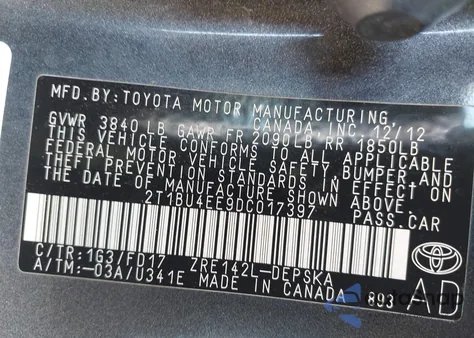 MFD. BY: TOYOTA MOTOR MANUFACTURING,
CANADA, INC. 12/12
GVWR 3840 LB GAWR FR 2090LB RR 1850LB
THIS VEHICLE CONFORMS TO ALL APPLICABLE
FEDERAL MOTOR VEHICLE SAFETY, BUMPER AND
THEFT PREVENTION STANDARDS IN EFFECT ON
THE DATE OF MANUFACTURE SHOWN ABOVE.
2T1BU4EE9DC017397 PASS.CAR
C/TR:1G3/FD17 ZRE142L-DEPSKA
A/TM:-03A/U341E MADE IN CANADA 893 AD